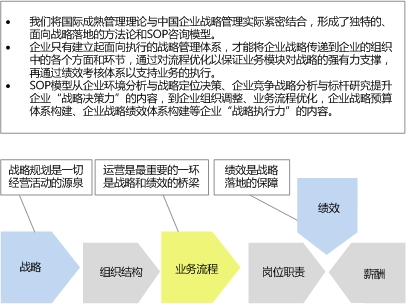 • 我们将国际成熟管理理论与中国企业战略管理实际紧密结合，形成了独特的、
面向战略落地的方法论和SOP咨询模型。
• 企业只有建立起面向执行的战略管理体系，才能将企业战略传递到企业的组织
中的各个方面和环节，通过对流程优化以保证业务模块对战略的强有力支撑，
再通过绩效考核体系以支持业务的执行。
• SOP模型从企业环境分析与战略定位决策、企业竞争战略分析与标杆研究提升
企业“战略决策力”的内容，到企业组织调整、业务流程优化，企业战略预算
体系构建、企业战略绩效体系构建等企业“战略执行力”的内容。
战略规划是一切
经营活动的源泉
运营是最重要的一环
是战略和绩效的桥梁
绩效是战略
落地的保障
绩效
战略
组织结构
业务流程
岗位职责
薪酬